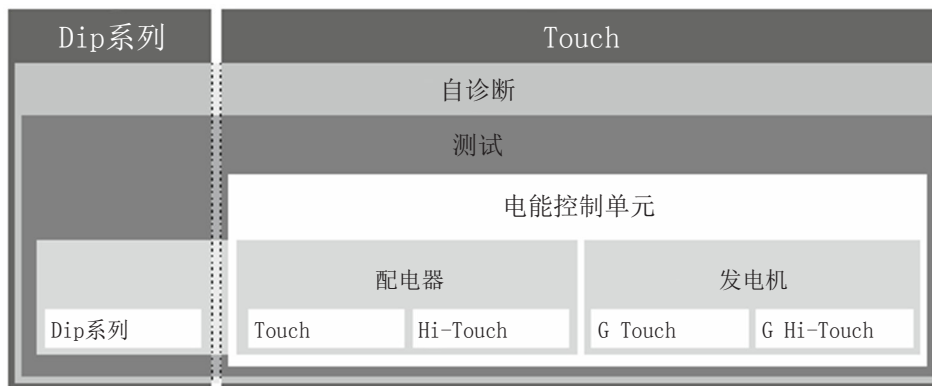 Dip系列
Touch
自诊断
测试
电能控制单元
配电器
发电机
Dip系列
Touch
Hi-Touch
G Touch
G Hi-Touch